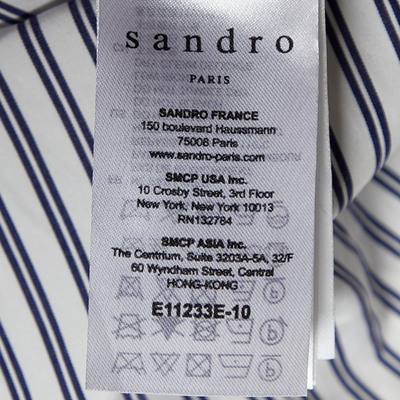 sandro
PARIS
SANDRO FRANCE
150 boulevard Haussmann
75008 Paris
www.sandro-paris.com
SMCP USA Inc.
10 Crosby Street, 3rd Floor
New York, New York 10013
RN132784
SMCP ASIA Inc.
The Centrium, Suite 3203A-5A, 32/F
60 Wyndham Street, Central
HONG-KONG
E11233E-10